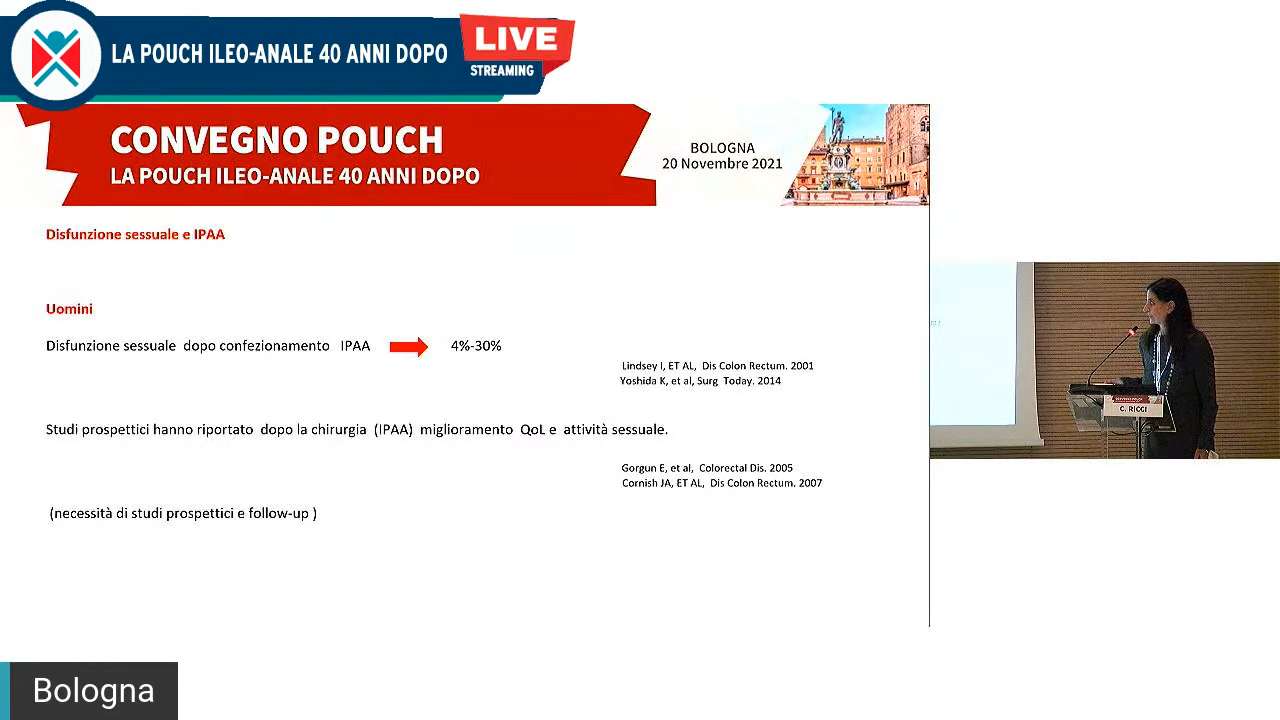 LA POUCH ILEO-ANALE 40 ANNI DOPO
LIVE
STREAMING
CONVEGNO POUCH
LA POUCH ILEO-ANALE 40 ANNI DOPO
BOLOGNA
20 Novembre 2021
Disfunzione sessuale e IPAA
Uomini
Disfunzione sessuale dopo confezionamento IPAA
4%-30%
Lindsey I, ET AL, Dis Colon Rectum. 2001
Yoshida K, et al, Surg Today. 2014
Studi prospettici hanno riportato dopo la chirurgia (IPAA) miglioramento QoL e attività sessuale.
Gorgun E, et al, Colorectal Dis. 2005
Cornish JA, ET AL, Dis Colon Rectum. 2007
(necessità di studi prospettici e follow-up )
CONVEGNO POUCH
C. RICCI
Bologna